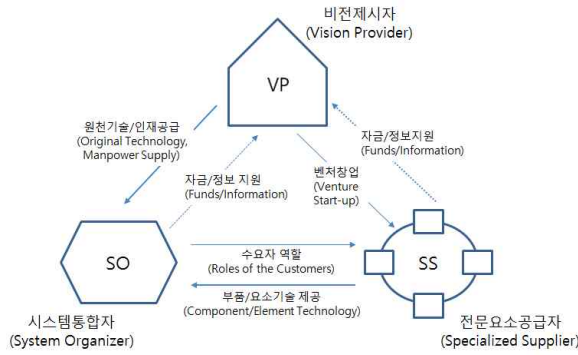 비전제시자
(Vision Provider)
VP
원천기술/인재공급
(Original Technology,
Manpower Supply)
자금/정보 지원
(Funds/Information)
벤처창업
(Venture
Start-up)
자금/정보지원
(Funds/Information)
SO
수요자 역할
(Roles of the Customers)
부품/요소기술 제공
(Component/Element Technology)
SS
시스템통합자
(System Organizer)
전문요소공급자
(Specialized Supplier)